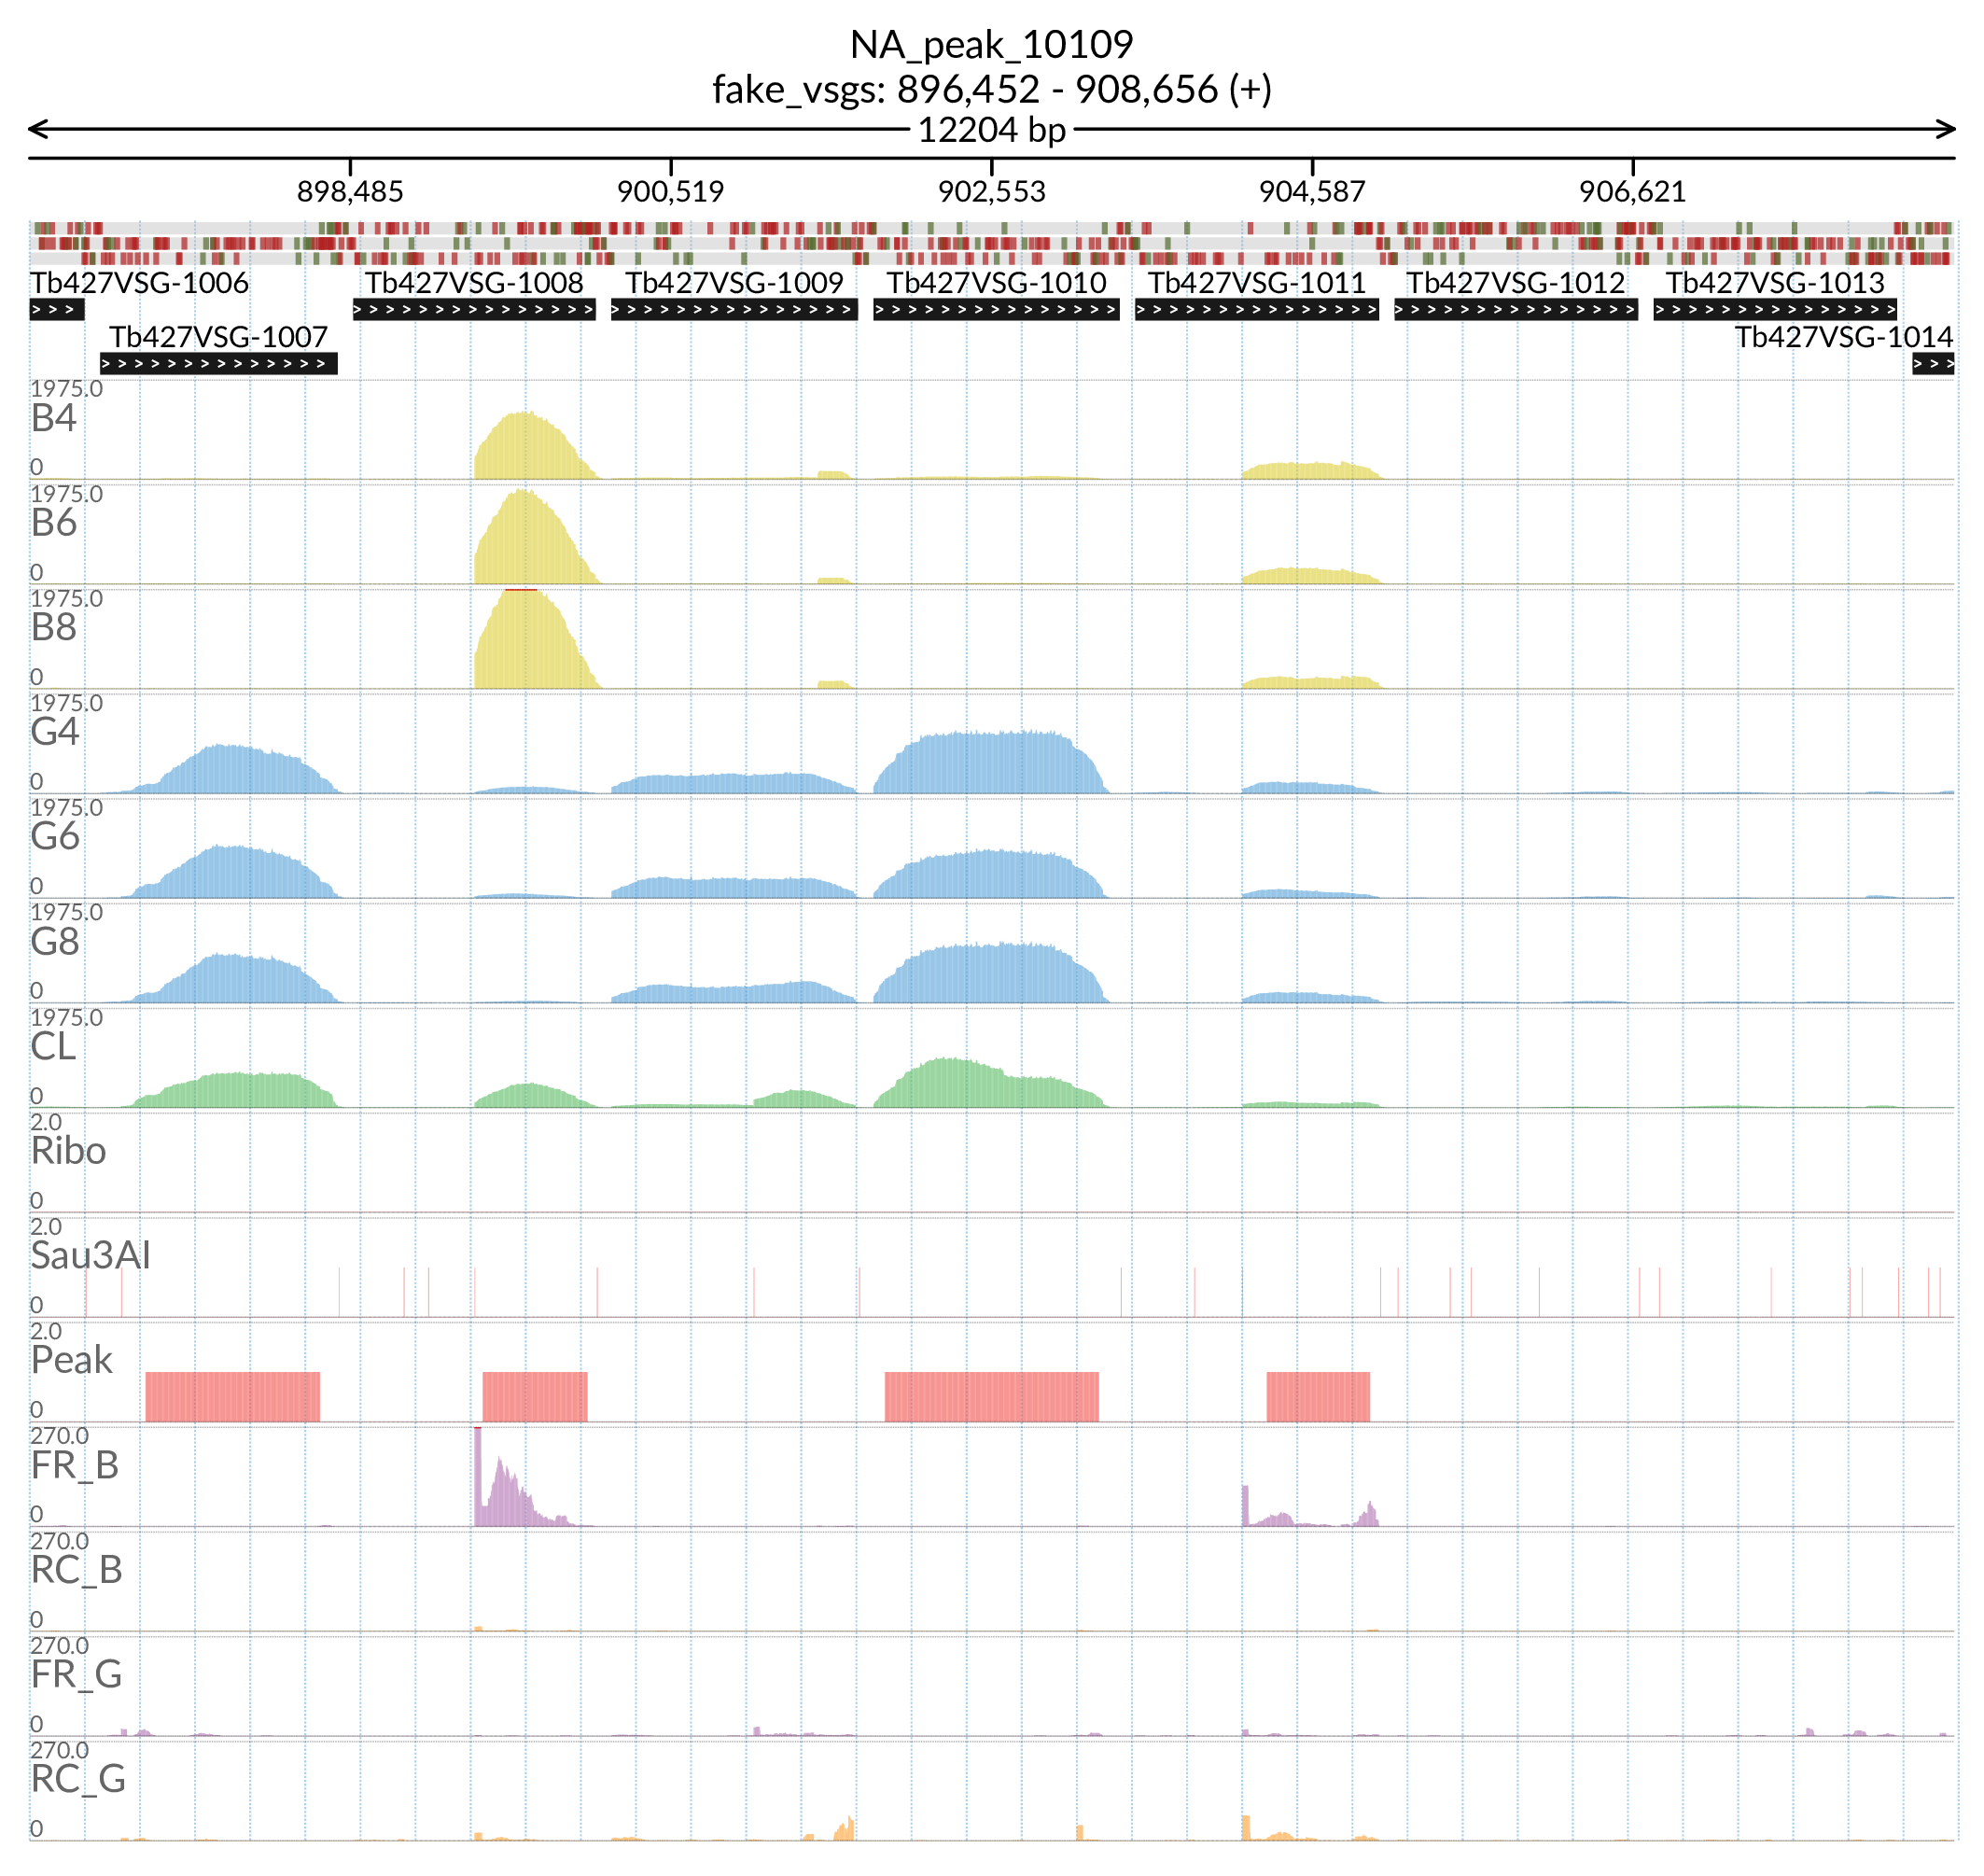 NA_peak_10109
fake_vsgs: 896,452 - 908,656 (+)
12204 bp
898,485 900,519 902,553 904,587 906,621
Tb427VSG-1006 Tb427VSG-1008 Tb427VSG-1009 Tb427VSG-1010 Tb427VSG-1011 Tb427VSG-1012 Tb427VSG-1013
Tb427VSG-1007 Tb427VSG-1014
1975.0
B4
0
1975.0
B6
0
1975.0
B8
0
1975.0
G4
0
1975.0
G6
0
1975.0
G8
0
1975.0
CL
0
2.0
Ribo
0
2.0
Sau3AI
0
2.0
Peak
0
270.0
FR_B
0
270.0
RC_B
0
270.0
FR_G
0
270.0
RC_G
0